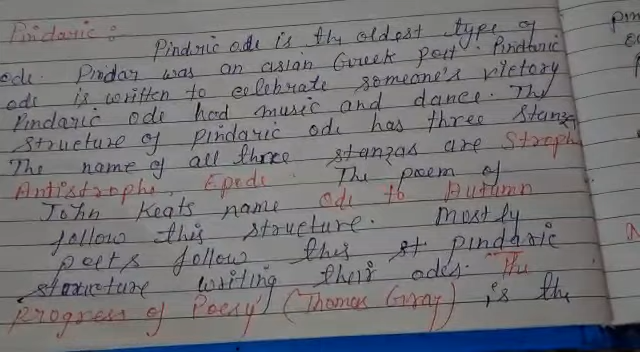 Pindaric :
Pindric ode is the oldest type of
ode. Pindar was an asian Greek poet. Pindaric
ode is written to celebrate someone's victory
Pindaric ode had music and dance. The
structure of pindaric ode has three stanza
The name of all three stanzas are Stroph
Antistrophe, Epode. The poem of
John Keats name ode to Autumn
follow this structure. Mostly
poets follow this st pindaric
structure writing their odes. The
progress of Poesy' (Thomas Gray) is the